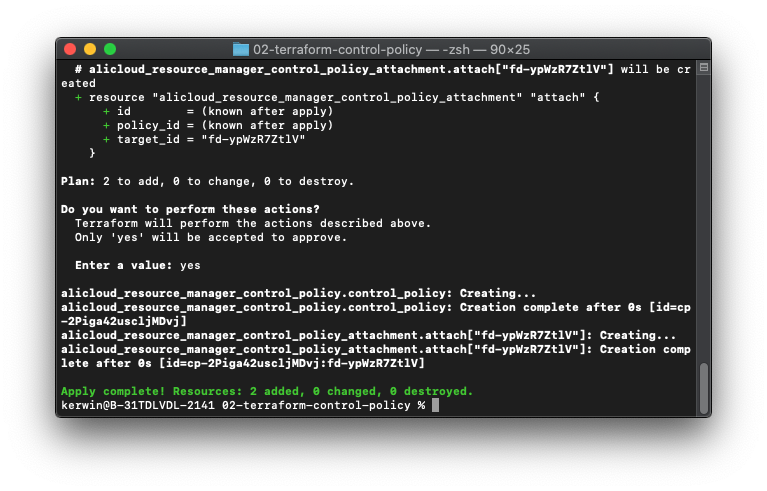 02-terraform-control-policy — -zsh — 90×25
# alicloud_resource_manager_control_policy_attachment.attach["fd-ypWzR7ZtlV"] will be cr
eated
+ resource "alicloud_resource_manager_control_policy_attachment" "attach" {
+ id        = (known after apply)
+ policy_id = (known after apply)
+ target_id = "fd-ypWzR7ZtlV"
}
Plan: 2 to add, 0 to change, 0 to destroy.
Do you want to perform these actions?
Terraform will perform the actions described above.
Only 'yes' will be accepted to approve.
Enter a value: yes
alicloud_resource_manager_control_policy.control_policy: Creating...
alicloud_resource_manager_control_policy.control_policy: Creation complete after 0s [id=cp
-2Piga42uscljMDvj]
alicloud_resource_manager_control_policy_attachment.attach["fd-ypWzR7ZtlV"]: Creating...
alicloud_resource_manager_control_policy_attachment.attach["fd-ypWzR7ZtlV"]: Creation comp
lete after 0s [id=cp-2Piga42uscljMDvj:fd-ypWzR7ZtlV]
Apply complete! Resources: 2 added, 0 changed, 0 destroyed.
kerwin@B-31TDLVDL-2141 02-terraform-control-policy %